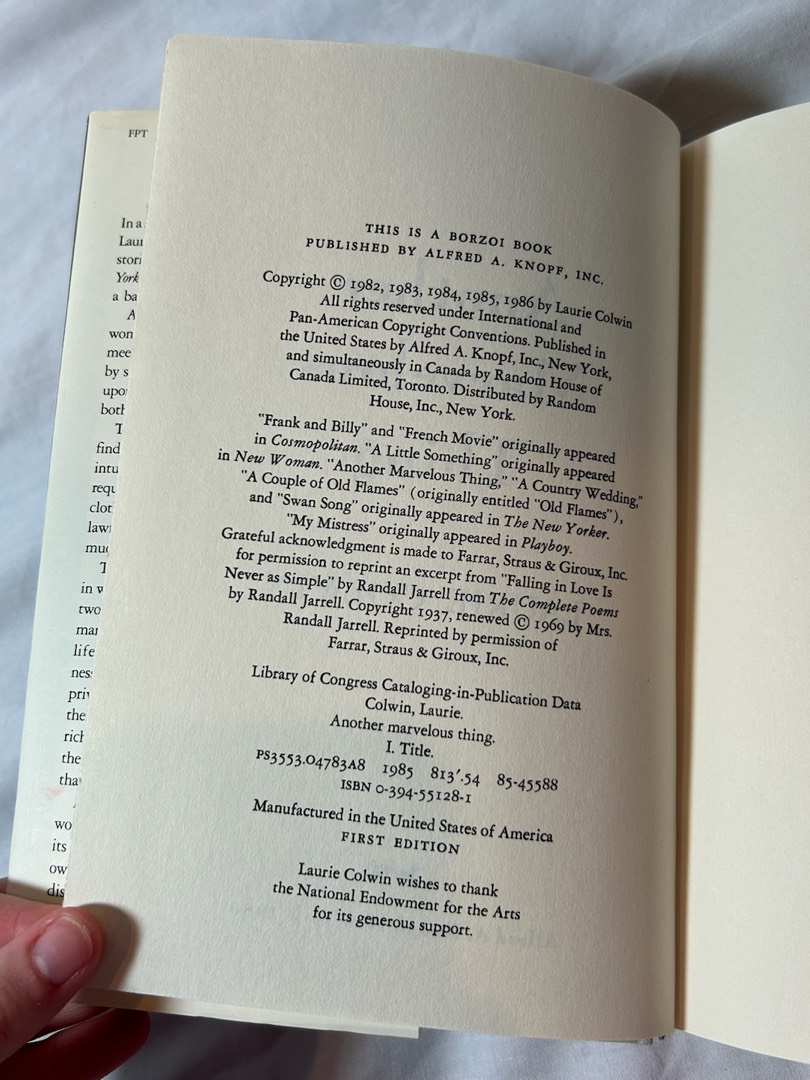 FPT
In a
Lau
stori
York
a ba
A
won
mee
by s
upo
both
T
find
intu
requ
clot
law
muc
T
in v
two
mar
life
nes
priv
the
rich
the
tha
wo
its
ow
dis
THIS IS A BORZOI BOOK
PUBLISHED BY ALFRED A. KNOPF, INC.
Copyright © 1982, 1983, 1984, 1985, 1986 by Laurie Colwin
All rights reserved under International and
Pan-American Copyright Conventions. Published in
the United States by Alfred A. Knopf, Inc., New York,
and simultaneously in Canada by Random House of
Canada Limited, Toronto. Distributed by Random
House, Inc., New York.
"Frank and Billy" and "French Movie" originally appeared
in Cosmopolitan. "A Little Something" originally appeared
in New Woman. "Another Marvelous Thing," "A Country Wedding,"
"A Couple of Old Flames" (originally entitled "Old Flames"),
and "Swan Song" originally appeared in The New Yorker.
"My Mistress" originally appeared in Playboy.
Grateful acknowledgment is made to Farrar, Straus & Giroux, Inc.
for permission to reprint an excerpt from "Falling in Love Is
Never as Simple" by Randall Jarrell from The Complete Poems
by Randall Jarrell. Copyright 1937, renewed © 1969 by Mrs.
Randall Jarrell. Reprinted by permission of
Farrar, Straus & Giroux, Inc.
Library of Congress Cataloging-in-Publication Data
Colwin, Laurie.
Another marvelous thing.
I. Title.
PS3553.O4783A8 1985 813'.54 85-45588
ISBN 0-394-55128-1
Manufactured in the United States of America
FIRST EDITION
Laurie Colwin wishes to thank
the National Endowment for the Arts
for its generous support.